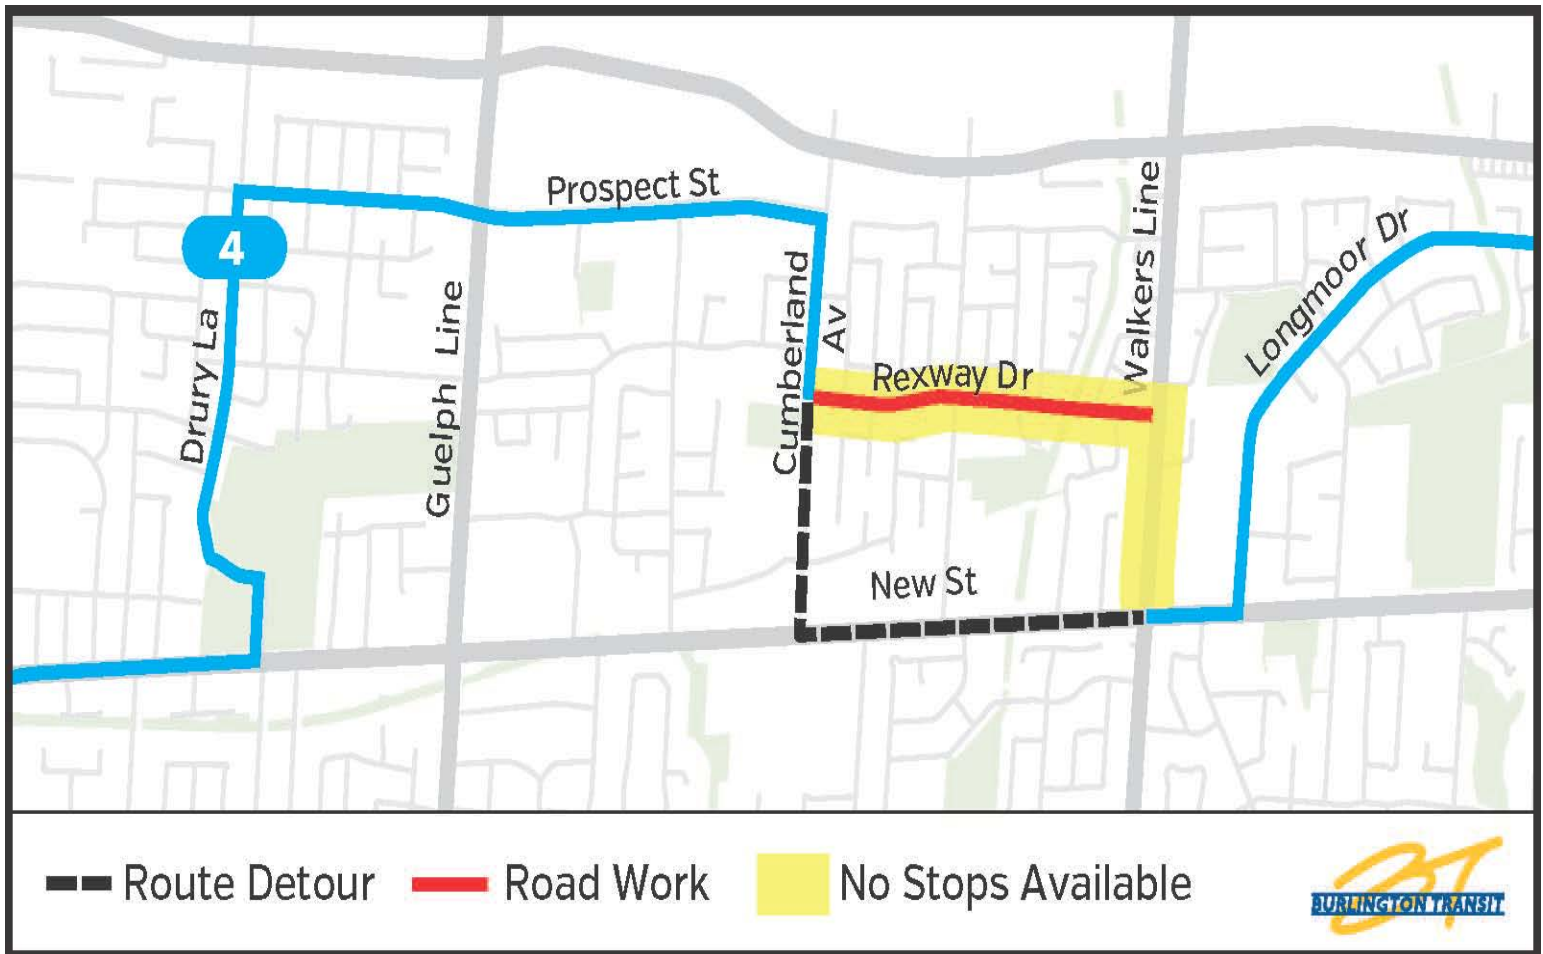 Prospect St
4
Drury La
Guelph Line
Cumberland
Av
Rexway Dr
Walkers Line
Longmoor Dr
New St
Route Detour
Road Work
No Stops Available
BT
BURLINGTON TRANSIT